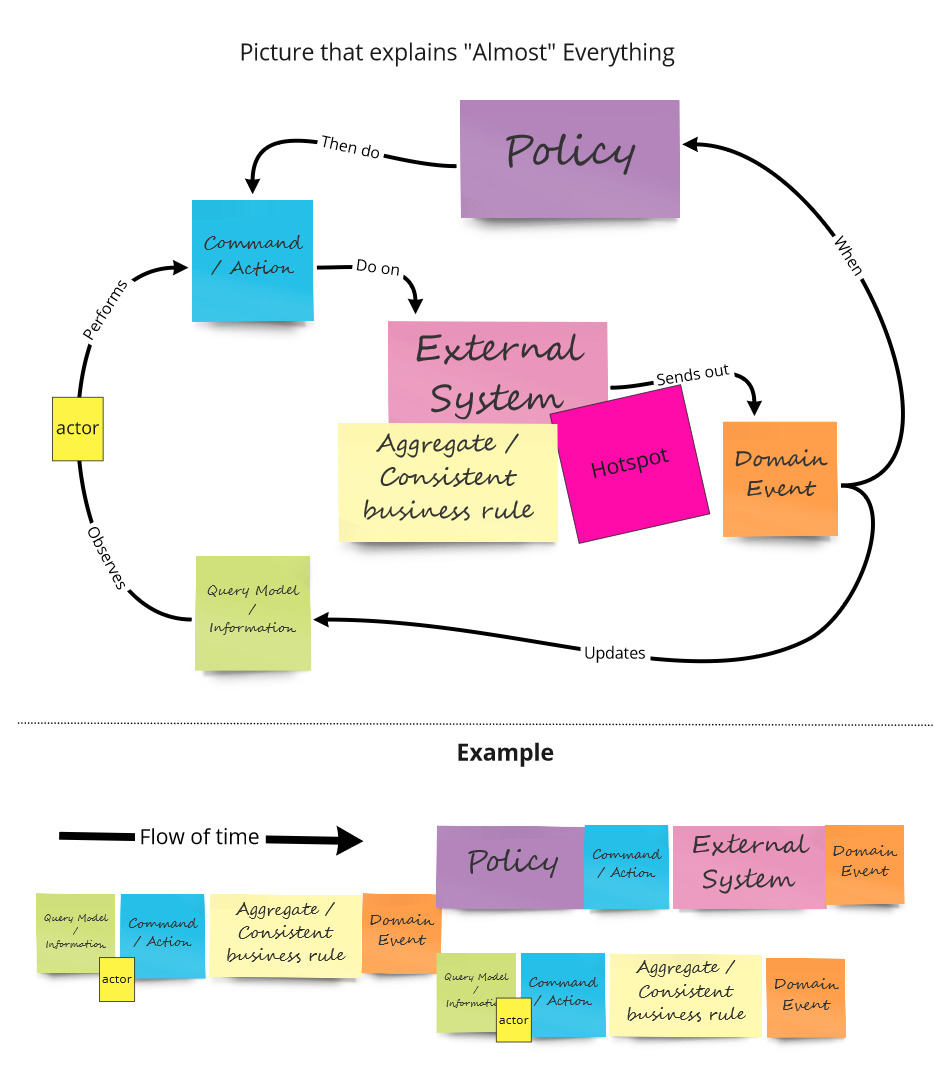 Picture that explains "Almost" Everything
Policy
Then do
When
Command
/ Action
Do on
Performs
External
System
Sends out
actor
Aggregate /
Consistent
business rule
Hotspot
Domain
Event
Observes
Query Model
/
Information
Updates
Example
Flow of time
Policy
Command
/ Action
External
System
Domain
Event
Query Model
/
Information
actor
Command
/ Action
Aggregate /
Consistent
business rule
Domain
Event
Query Model
/
Informatio
actor
Command
/ Action
Aggregate /
Consistent
business rule
Domain
Event